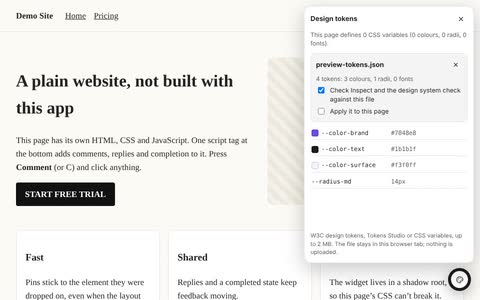 Demo Site Home Pricing
A plain website, not built with
this app
This page has its own HTML, CSS and JavaScript. One script tag at
the bottom adds comments, replies and completion to it. Press
Comment (or C) and click anything.
START FREE TRIAL
Fast
Pins stick to the element they were
dropped on, even when the layout
Shared
Replies and a completed state keep
feedback moving.
The widget lives in a shadow root,
so this page's CSS can't break it.
Design tokens ×
This page defines 0 CSS variables (0 colours, 0 radii, 0
fonts).
preview-tokens.json ×
4 tokens: 3 colours, 1 radii, 0 fonts
Check Inspect and the design system check
against this file
Apply it to this page
--color-brand #7048e8
--color-text #1b1b1f
--color-surface #f3f0ff
--radius-md 14px
W3C design tokens, Tokens Studio or CSS variables, up
to 2 MB. The file stays in this browser tab; nothing is
uploaded.